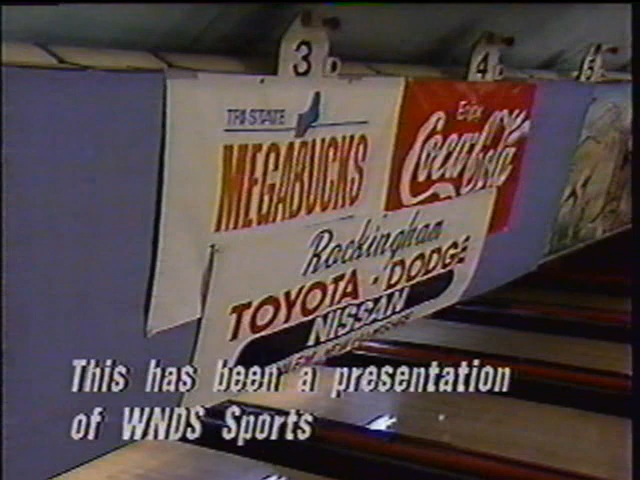 3
4
5
TRI-STATE
MEGABUCKS
Enjoy
Coca-Cola
Rockingham
TOYOTA - DODGE
NISSAN
This has been a presentation
of WNDS Sports